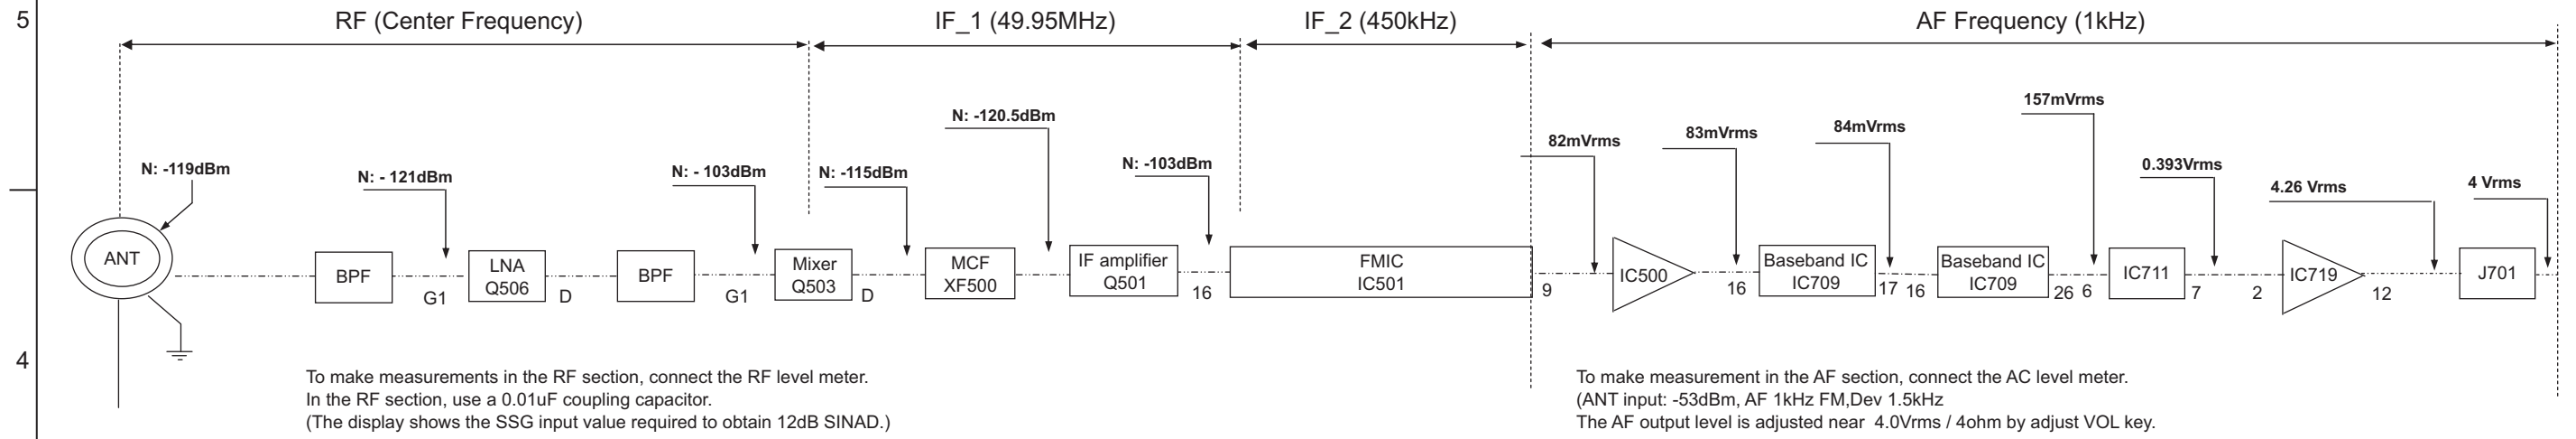 5
RF (Center Frequency)
IF_1 (49.95MHz)
IF_2 (450kHz)
AF Frequency (1kHz)
157mVrms
N: -120.5dBm
84mVrms
83mVrms
82mVrms
N: -119dBm
N: - 121dBm
N: - 103dBm
N: -115dBm
N: -103dBm
0.393Vrms
4.26 Vrms
4 Vrms
ANT
BPF
G1
LNA
Q506
D
BPF
G1
Mixer
Q503
D
MCF
XF500
IF amplifier
Q501
16
FMIC
IC501
9
IC500
16
Baseband IC
IC709
17
16
Baseband IC
IC709
26
6
IC711
7
2
IC719
12
J701
4
To make measurements in the RF section, connect the RF level meter.
In the RF section, use a 0.01uF coupling capacitor.
(The display shows the SSG input value required to obtain 12dB SINAD.)
To make measurement in the AF section, connect the AC level meter.
(ANT input: -53dBm, AF 1kHz FM,Dev 1.5kHz
The AF output level is adjusted near 4.0Vrms / 4ohm by adjust VOL key.